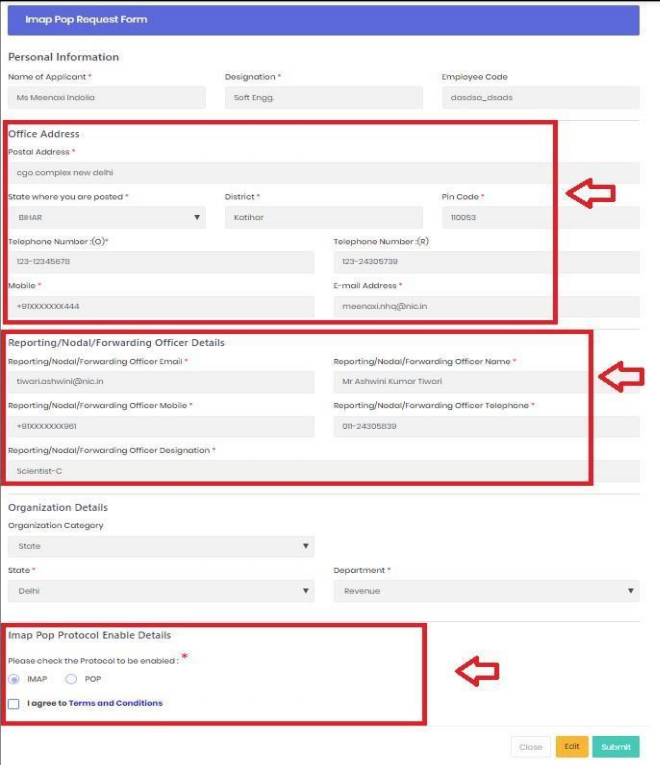 Imap Pop Request Form
Personal Information
Name of Applicant * Designation * Employee Code
Ms Meenaxi Indolia Soft Engg. dasdsa_dsads
Office Address
Postal Address *
cgo complex new delhi
State where you are posted * District * Pin Code *
BIHAR Katihar 110053
Telephone Number :(O)* Telephone Number :(R)
123-12345678 123-24305739
Mobile * E-mail Address *
+91XXXXXXX444 meenaxi.nhq@nic.in
Reporting/Nodal/Forwarding Officer Details
Reporting/Nodal/Forwarding Officer Email * Reporting/Nodal/Forwarding Officer Name *
tiwari.ashwini@nic.in Mr Ashwini Kumar Tiwari
Reporting/Nodal/Forwarding Officer Mobile * Reporting/Nodal/Forwarding Officer Telephone *
+91XXXXXXX961 011-24305839
Reporting/Nodal/Forwarding Officer Designation *
Scientist-C
Organization Details
Organization Category
State
State * Department *
Delhi Revenue
Imap Pop Protocol Enable Details
Please check the Protocol to be enabled : *
IMAP POP
I agree to Terms and Conditions
Close Edit Submit